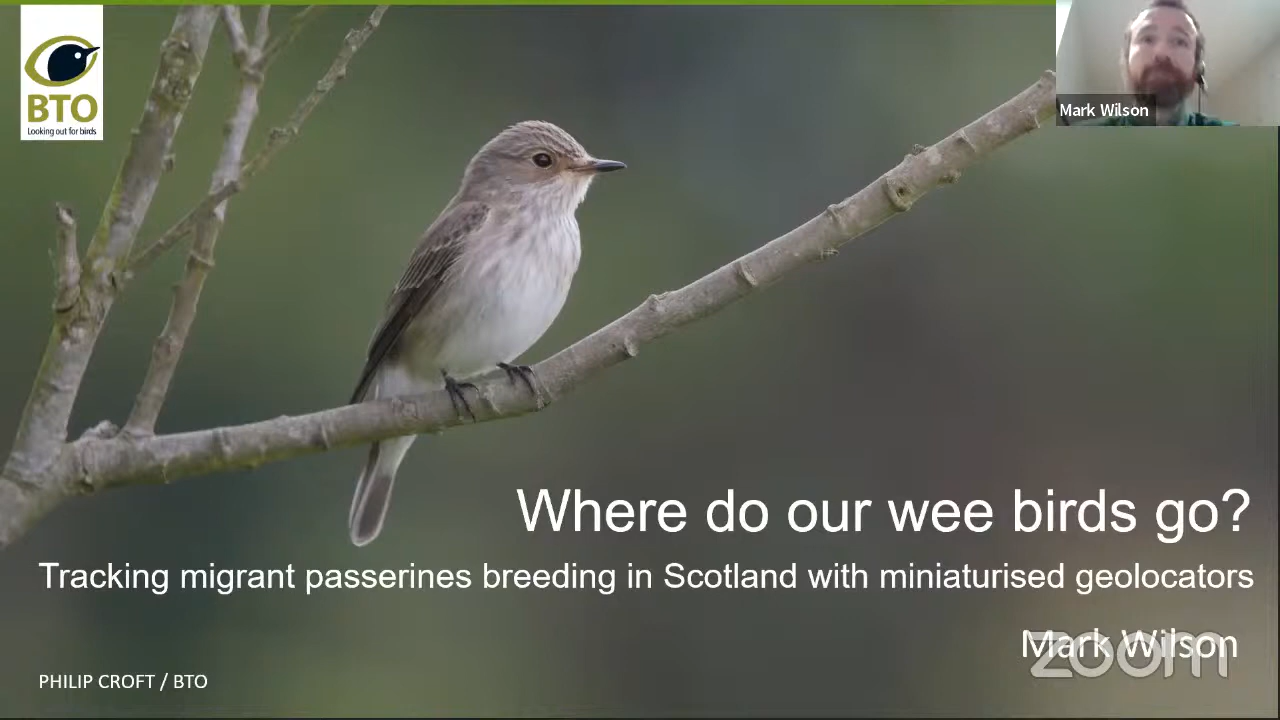 BTO
Looking out for birds
Mark Wilson
Where do our wee birds go?
Tracking migrant passerines breeding in Scotland with miniaturised geolocators
Mark Wilson
zoom
PHILIP CROFT / BTO